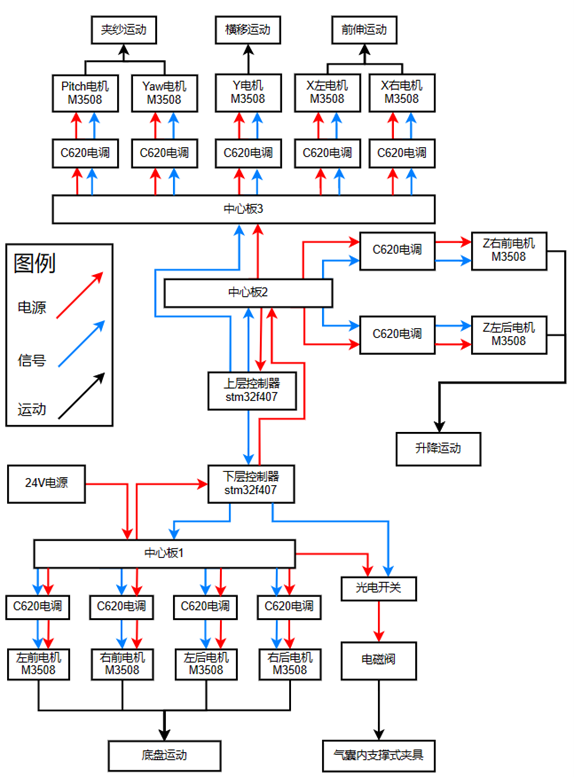 夹纱运动
横移运动
前伸运动
Pitch电机
M3508
Yaw电机
M3508
Y电机
M3508
X左电机
M3508
X右电机
M3508
C620电调
C620电调
C620电调
C620电调
C620电调
中心板3
图例
电源
信号
运动
C620电调
Z右前电机
M3508
中心板2
C620电调
Z左后电机
M3508
上层控制器
stm32f407
升降运动
24V电源
下层控制器
stm32f407
中心板1
光电开关
C620电调
C620电调
C620电调
C620电调
左前电机
M3508
右前电机
M3508
左后电机
M3508
右后电机
M3508
电磁阀
底盘运动
气囊内支撑式夹具